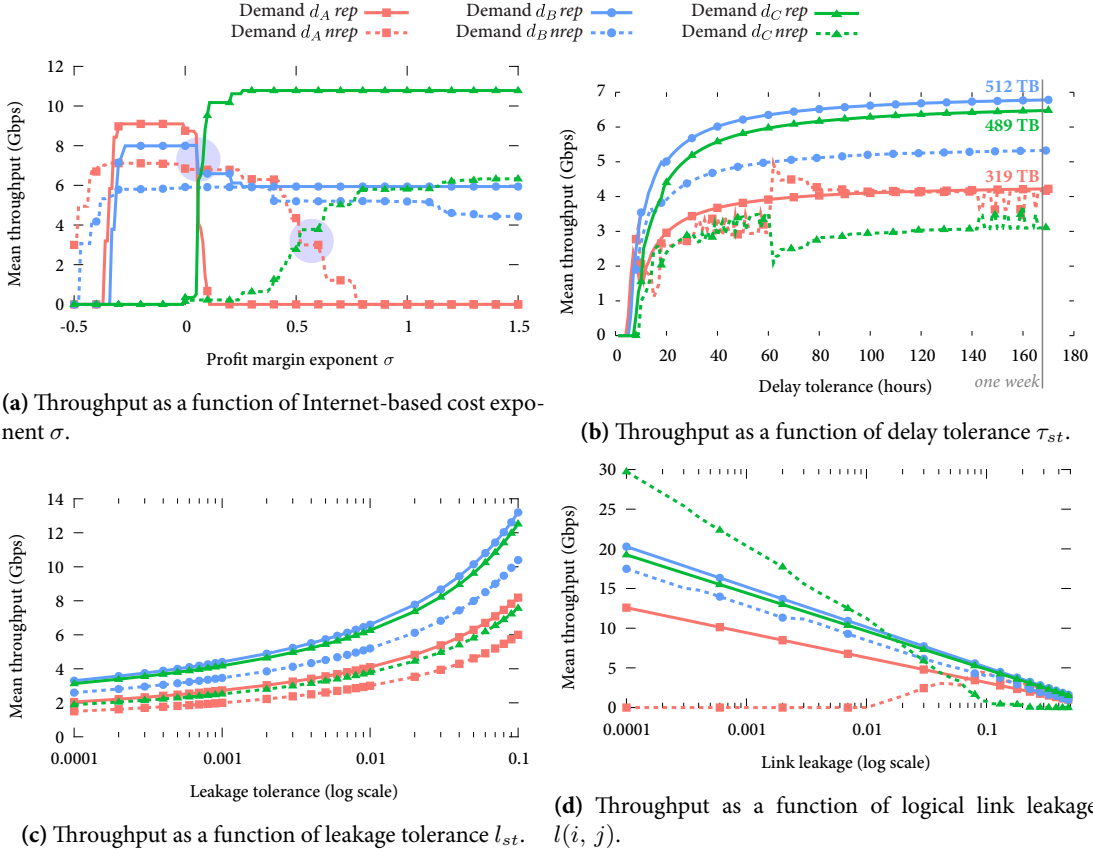 Demand d_A rep Demand d_B rep Demand d_C rep
Demand d_A nrep Demand d_B nrep Demand d_C nrep
Mean throughput (Gbps)
12
10
8
6
4
2
0
-0.5 0 0.5 1 1.5
Profit margin exponent σ
(a) Throughput as a function of Internet-based cost expo-
nent σ.
Mean throughput (Gbps)
7
6
5
4
3
2
1
0
512 TB
489 TB
319 TB
0 20 40 60 80 100 120 140 160 180
Delay tolerance (hours)
one week
(b) Throughput as a function of delay tolerance τ_st.
Mean throughput (Gbps)
14
12
10
8
6
4
2
0
0.0001 0.001 0.01 0.1
Leakage tolerance (log scale)
(c) Throughput as a function of leakage tolerance l_st.
Mean throughput (Gbps)
30
25
20
15
10
5
0
0.0001 0.001 0.01 0.1
Link leakage (log scale)
(d) Throughput as a function of logical link leakage
l(i, j).